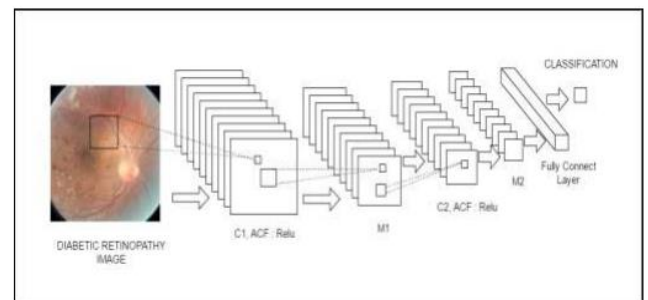 CLASSIFICATION
DIABETIC RETINOPATHY
IMAGE
C1, ACF : Relu
M1
C2, ACF : Relu
M2
Fully Connect
Layer